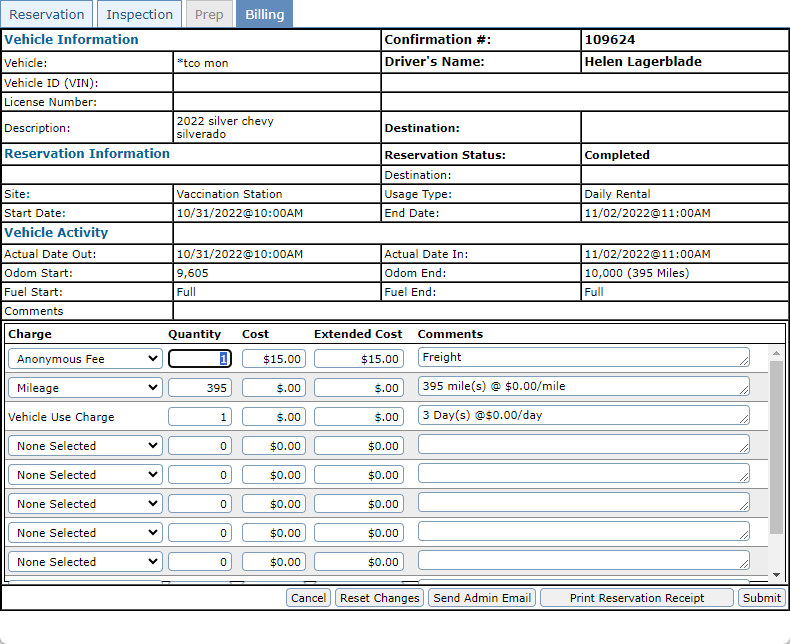 Reservation Inspection Prep Billing
Vehicle Information Confirmation #: 109624
Vehicle: *tco mon Driver's Name: Helen Lagerblade
Vehicle ID (VIN):
License Number:
Description: 2022 silver chevy
silverado Destination:
Reservation Information Reservation Status: Completed
Destination:
Site: Vaccination Station Usage Type: Daily Rental
Start Date: 10/31/2022@10:00AM End Date: 11/02/2022@11:00AM
Vehicle Activity
Actual Date Out: 10/31/2022@10:00AM Actual Date In: 11/02/2022@11:00AM
Odom Start: 9,605 Odom End: 10,000 (395 Miles)
Fuel Start: Full Fuel End: Full
Comments
Charge Quantity Cost Extended Cost Comments
Anonymous Fee 1 $15.00 $15.00 Freight
Mileage 395 $.00 $.00 395 mile(s) @ $0.00/mile
Vehicle Use Charge 1 $.00 $.00 3 Day(s) @$0.00/day
None Selected 0 $0.00 $0.00
None Selected 0 $0.00 $0.00
None Selected 0 $0.00 $0.00
None Selected 0 $0.00 $0.00
None Selected 0 $0.00 $0.00
Cancel Reset Changes Send Admin Email Print Reservation Receipt Submit